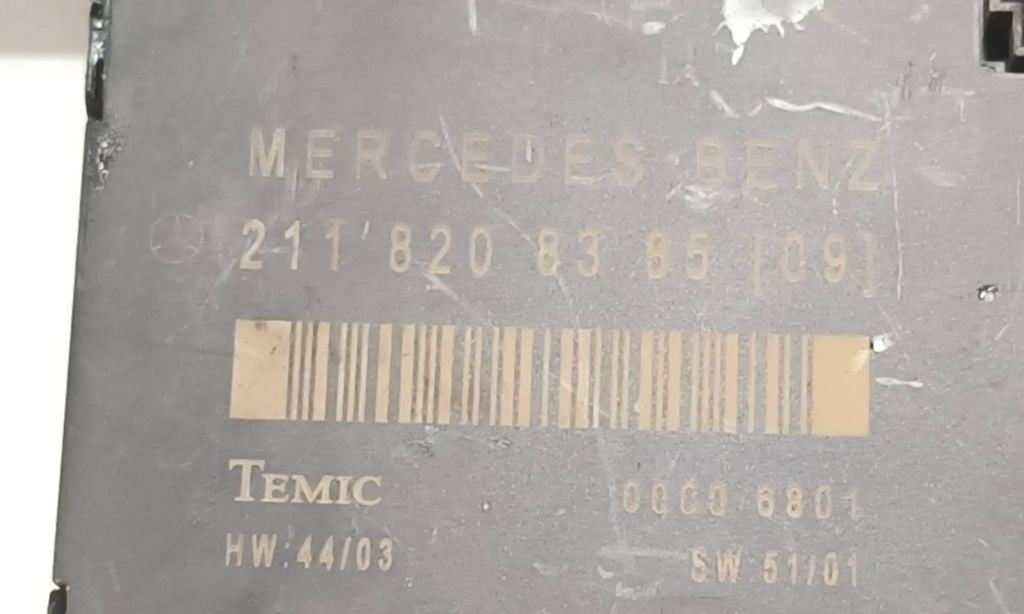 MERCEDES BENZ
211 820 83 85 [09]
TEMIC
0000 6801
HW:44/03
SW:51/01